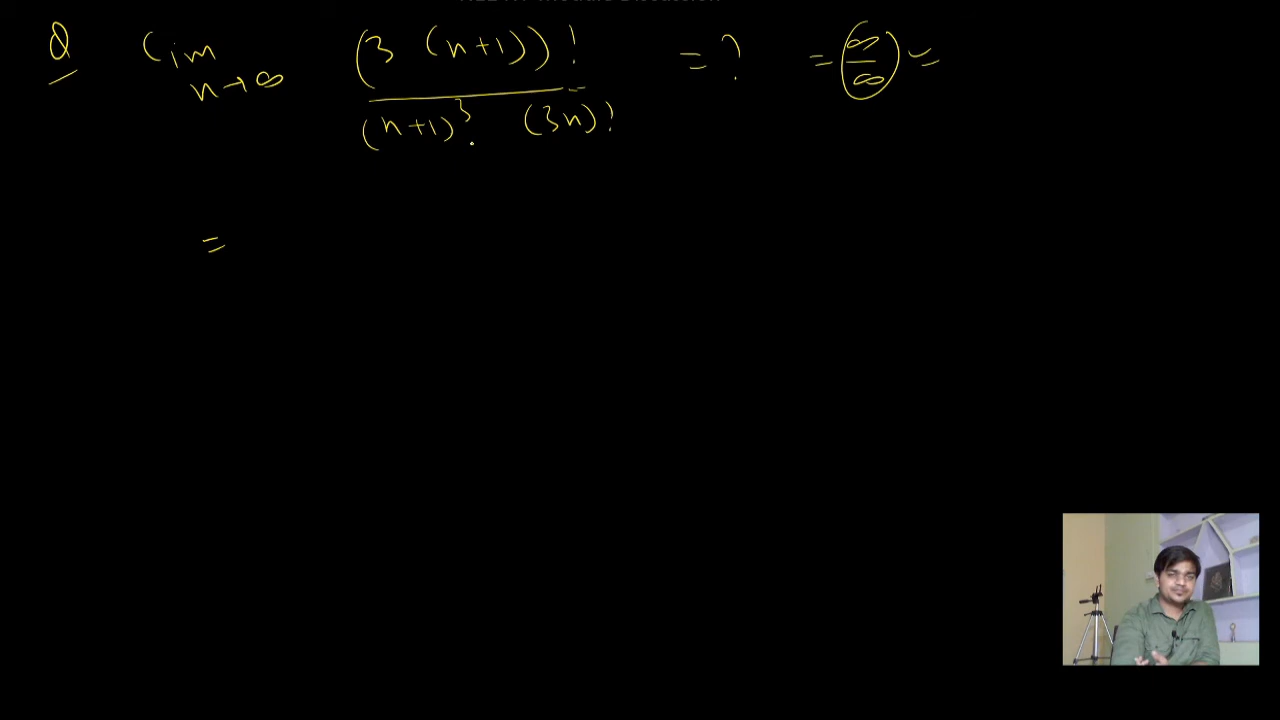 Q lim n→∞ (3 (n+1))! / (n+1)³. (3n)! = ? = ∞/∞ =
=